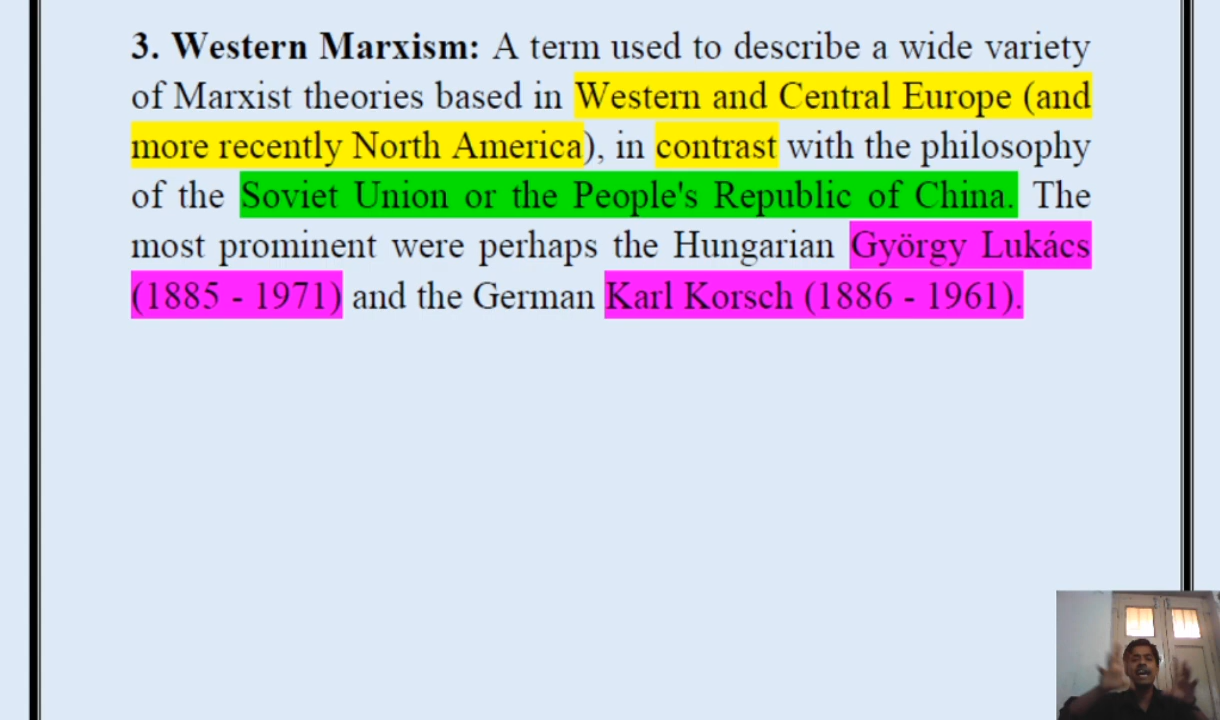 3. Western Marxism: A term used to describe a wide variety
of Marxist theories based in Western and Central Europe (and
more recently North America), in contrast with the philosophy
of the Soviet Union or the People's Republic of China. The
most prominent were perhaps the Hungarian György Lukács
(1885 - 1971) and the German Karl Korsch (1886 - 1961).